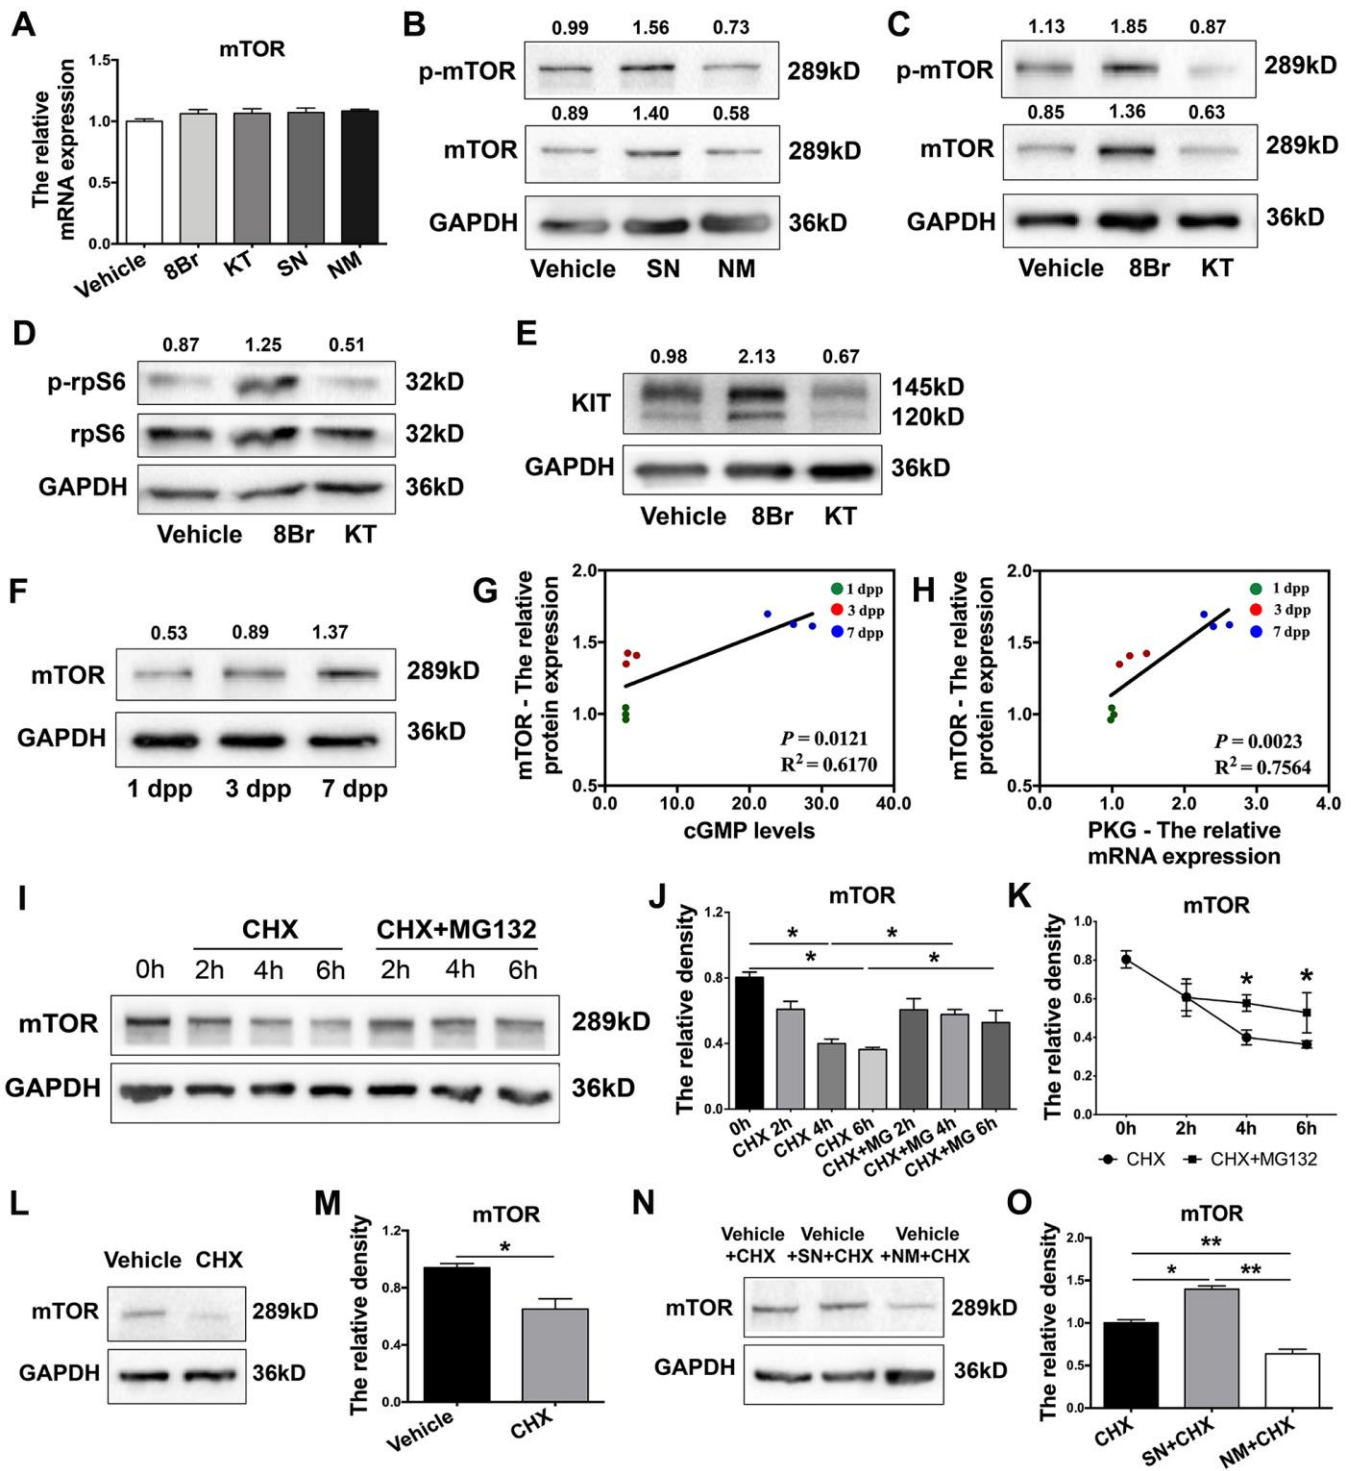 A
mTOR
The relative
mRNA expression
1.5
1.0
0.5
0.0
Vehicle
8Br
KT
SN
NM
B
0.99 1.56 0.73
p-mTOR 289kD
0.89 1.40 0.58
mTOR 289kD
GAPDH 36kD
Vehicle SN NM
C
1.13 1.85 0.87
p-mTOR 289kD
0.85 1.36 0.63
mTOR 289kD
GAPDH 36kD
Vehicle 8Br KT
D
0.87 1.25 0.51
p-rpS6 32kD
rpS6 32kD
GAPDH 36kD
Vehicle 8Br KT
E
0.98 2.13 0.67
KIT 145kD
120kD
GAPDH 36kD
Vehicle 8Br KT
F
0.53 0.89 1.37
mTOR 289kD
GAPDH 36kD
1 dpp 3 dpp 7 dpp
G
mTOR - The relative
protein expression
2.0
1.5
1.0
0.5
0.0 10.0 20.0 30.0 40.0
cGMP levels
1 dpp
3 dpp
7 dpp
P = 0.0121
R² = 0.6170
H
mTOR - The relative
protein expression
2.0
1.5
1.0
0.5
0.0 1.0 2.0 3.0 4.0
PKG - The relative
mRNA expression
1 dpp
3 dpp
7 dpp
P = 0.0023
R² = 0.7564
I
CHX CHX+MG132
0h 2h 4h 6h 2h 4h 6h
mTOR 289kD
GAPDH 36kD
J
mTOR
The relative density
1.2
0.8
0.4
0.0
* *
* *
0h
CHX 2h
CHX 4h
CHX 6h
CHX+MG 2h
CHX+MG 4h
CHX+MG 6h
K
mTOR
The relative density
1.0
0.8
0.6
0.4
0.2
0.0
* *
0h 2h 4h 6h
CHX CHX+MG132
L
Vehicle CHX
mTOR 289kD
GAPDH 36kD
M
mTOR
The relative density
1.2
0.8
0.4
0.0
*
Vehicle
CHX
N
Vehicle Vehicle Vehicle
+CHX +SN+CHX +NM+CHX
mTOR 289kD
GAPDH 36kD
O
mTOR
The relative density
2.0
1.5
1.0
0.5
0.0
**
* **
CHX
SN+CHX
NM+CHX